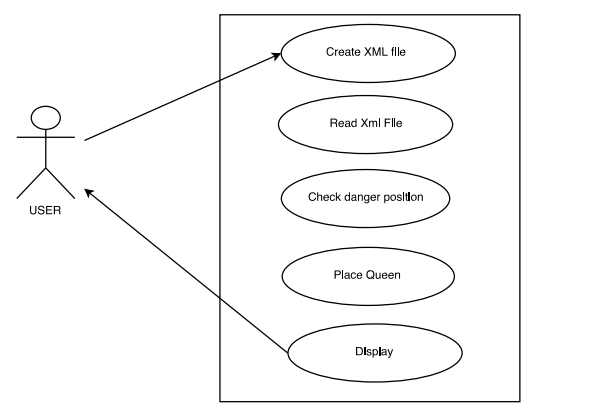 Create XML file
Read Xml File
Check danger position
USER
Place Queen
Display